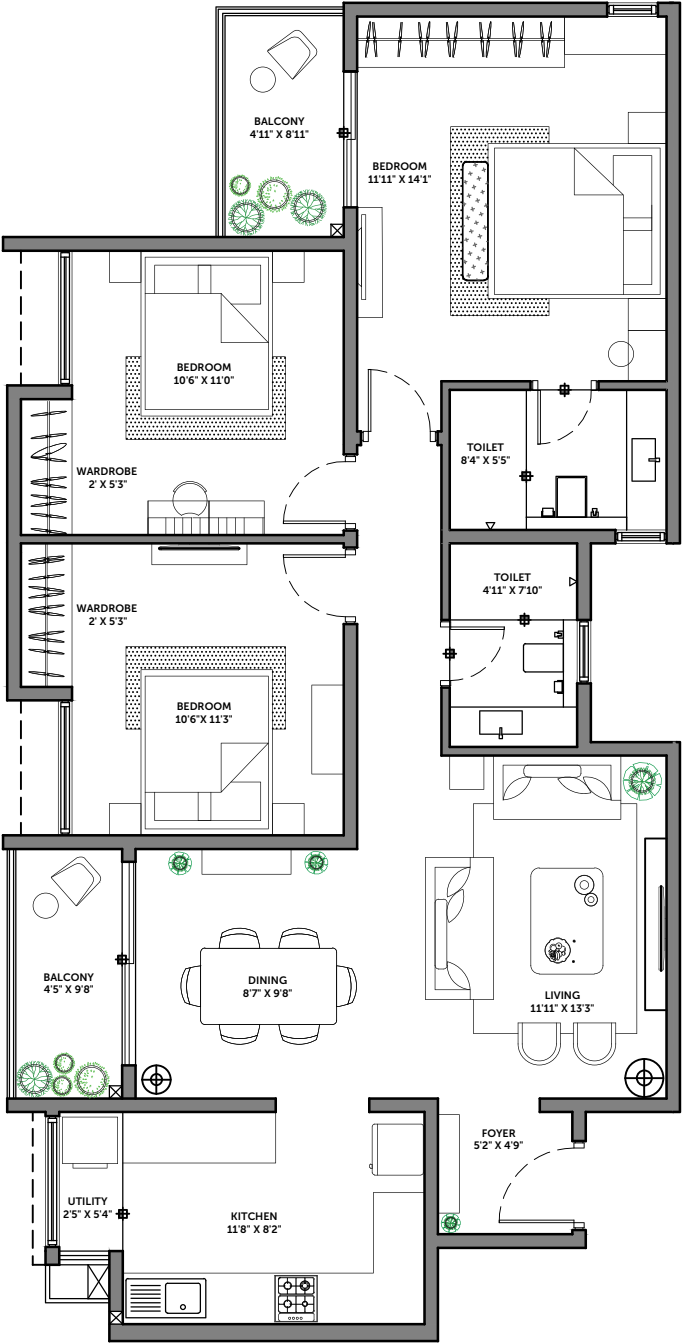 BALCONY
4'11" X 8'11"
BEDROOM
11'11" X 14'1"
BEDROOM
10'6" X 11'0"
TOILET
8'4" X 5'5"
WARDROBE
2' X 5'3"
TOILET
4'11" X 7'10"
WARDROBE
2' X 5'3"
BEDROOM
10'6"X 11'3"
BALCONY
4'5" X 9'8"
DINING
8'7" X 9'8"
LIVING
11'11" X 13'3"
FOYER
5'2" X 4'9"
UTILITY
2'5" X 5'4"
KITCHEN
11'8" X 8'2"